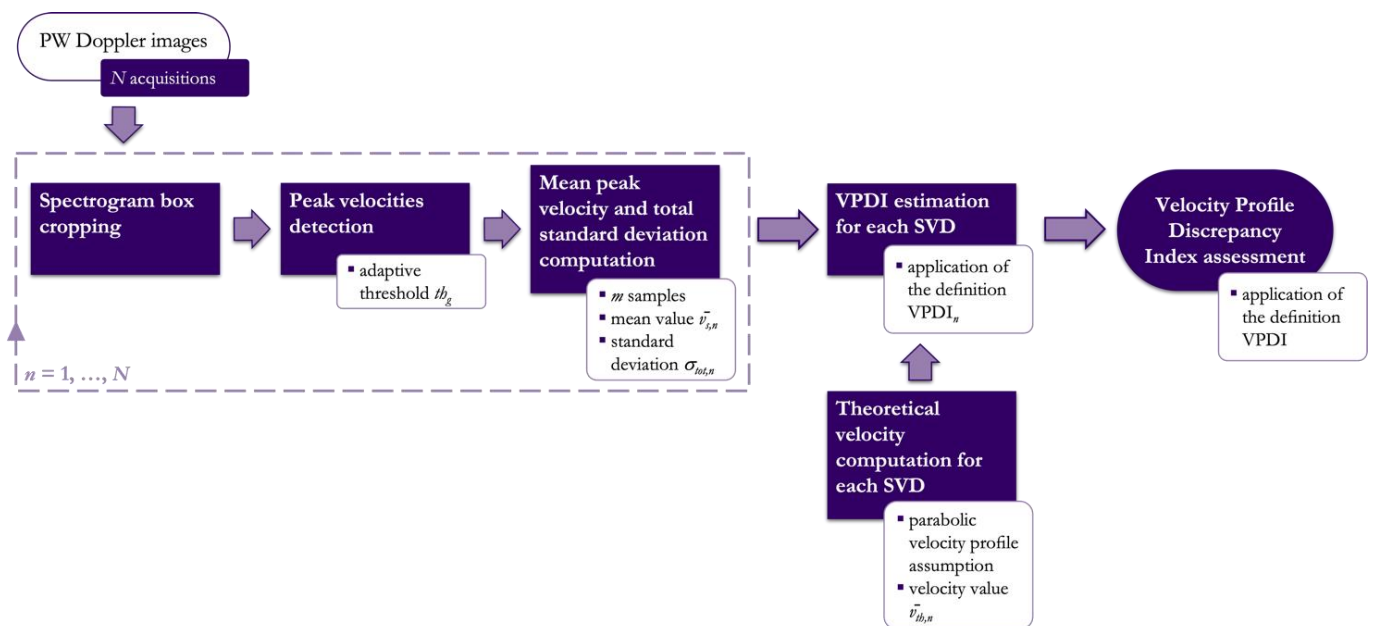 PW Doppler images
N acquisitions
Spectrogram box
cropping
Peak velocities
detection
▪ adaptive
threshold th_g
Mean peak
velocity and total
standard deviation
computation
▪ m samples
▪ mean value v̄_s,n
▪ standard
deviation σ_tot,n
n = 1, …, N
VPDI estimation
for each SVD
▪ application of
the definition
VPDI_n
Theoretical
velocity
computation for
each SVD
▪ parabolic
velocity profile
assumption
▪ velocity value
v̄_th,n
Velocity Profile
Discrepancy
Index assessment
▪ application of
the definition
VPDI